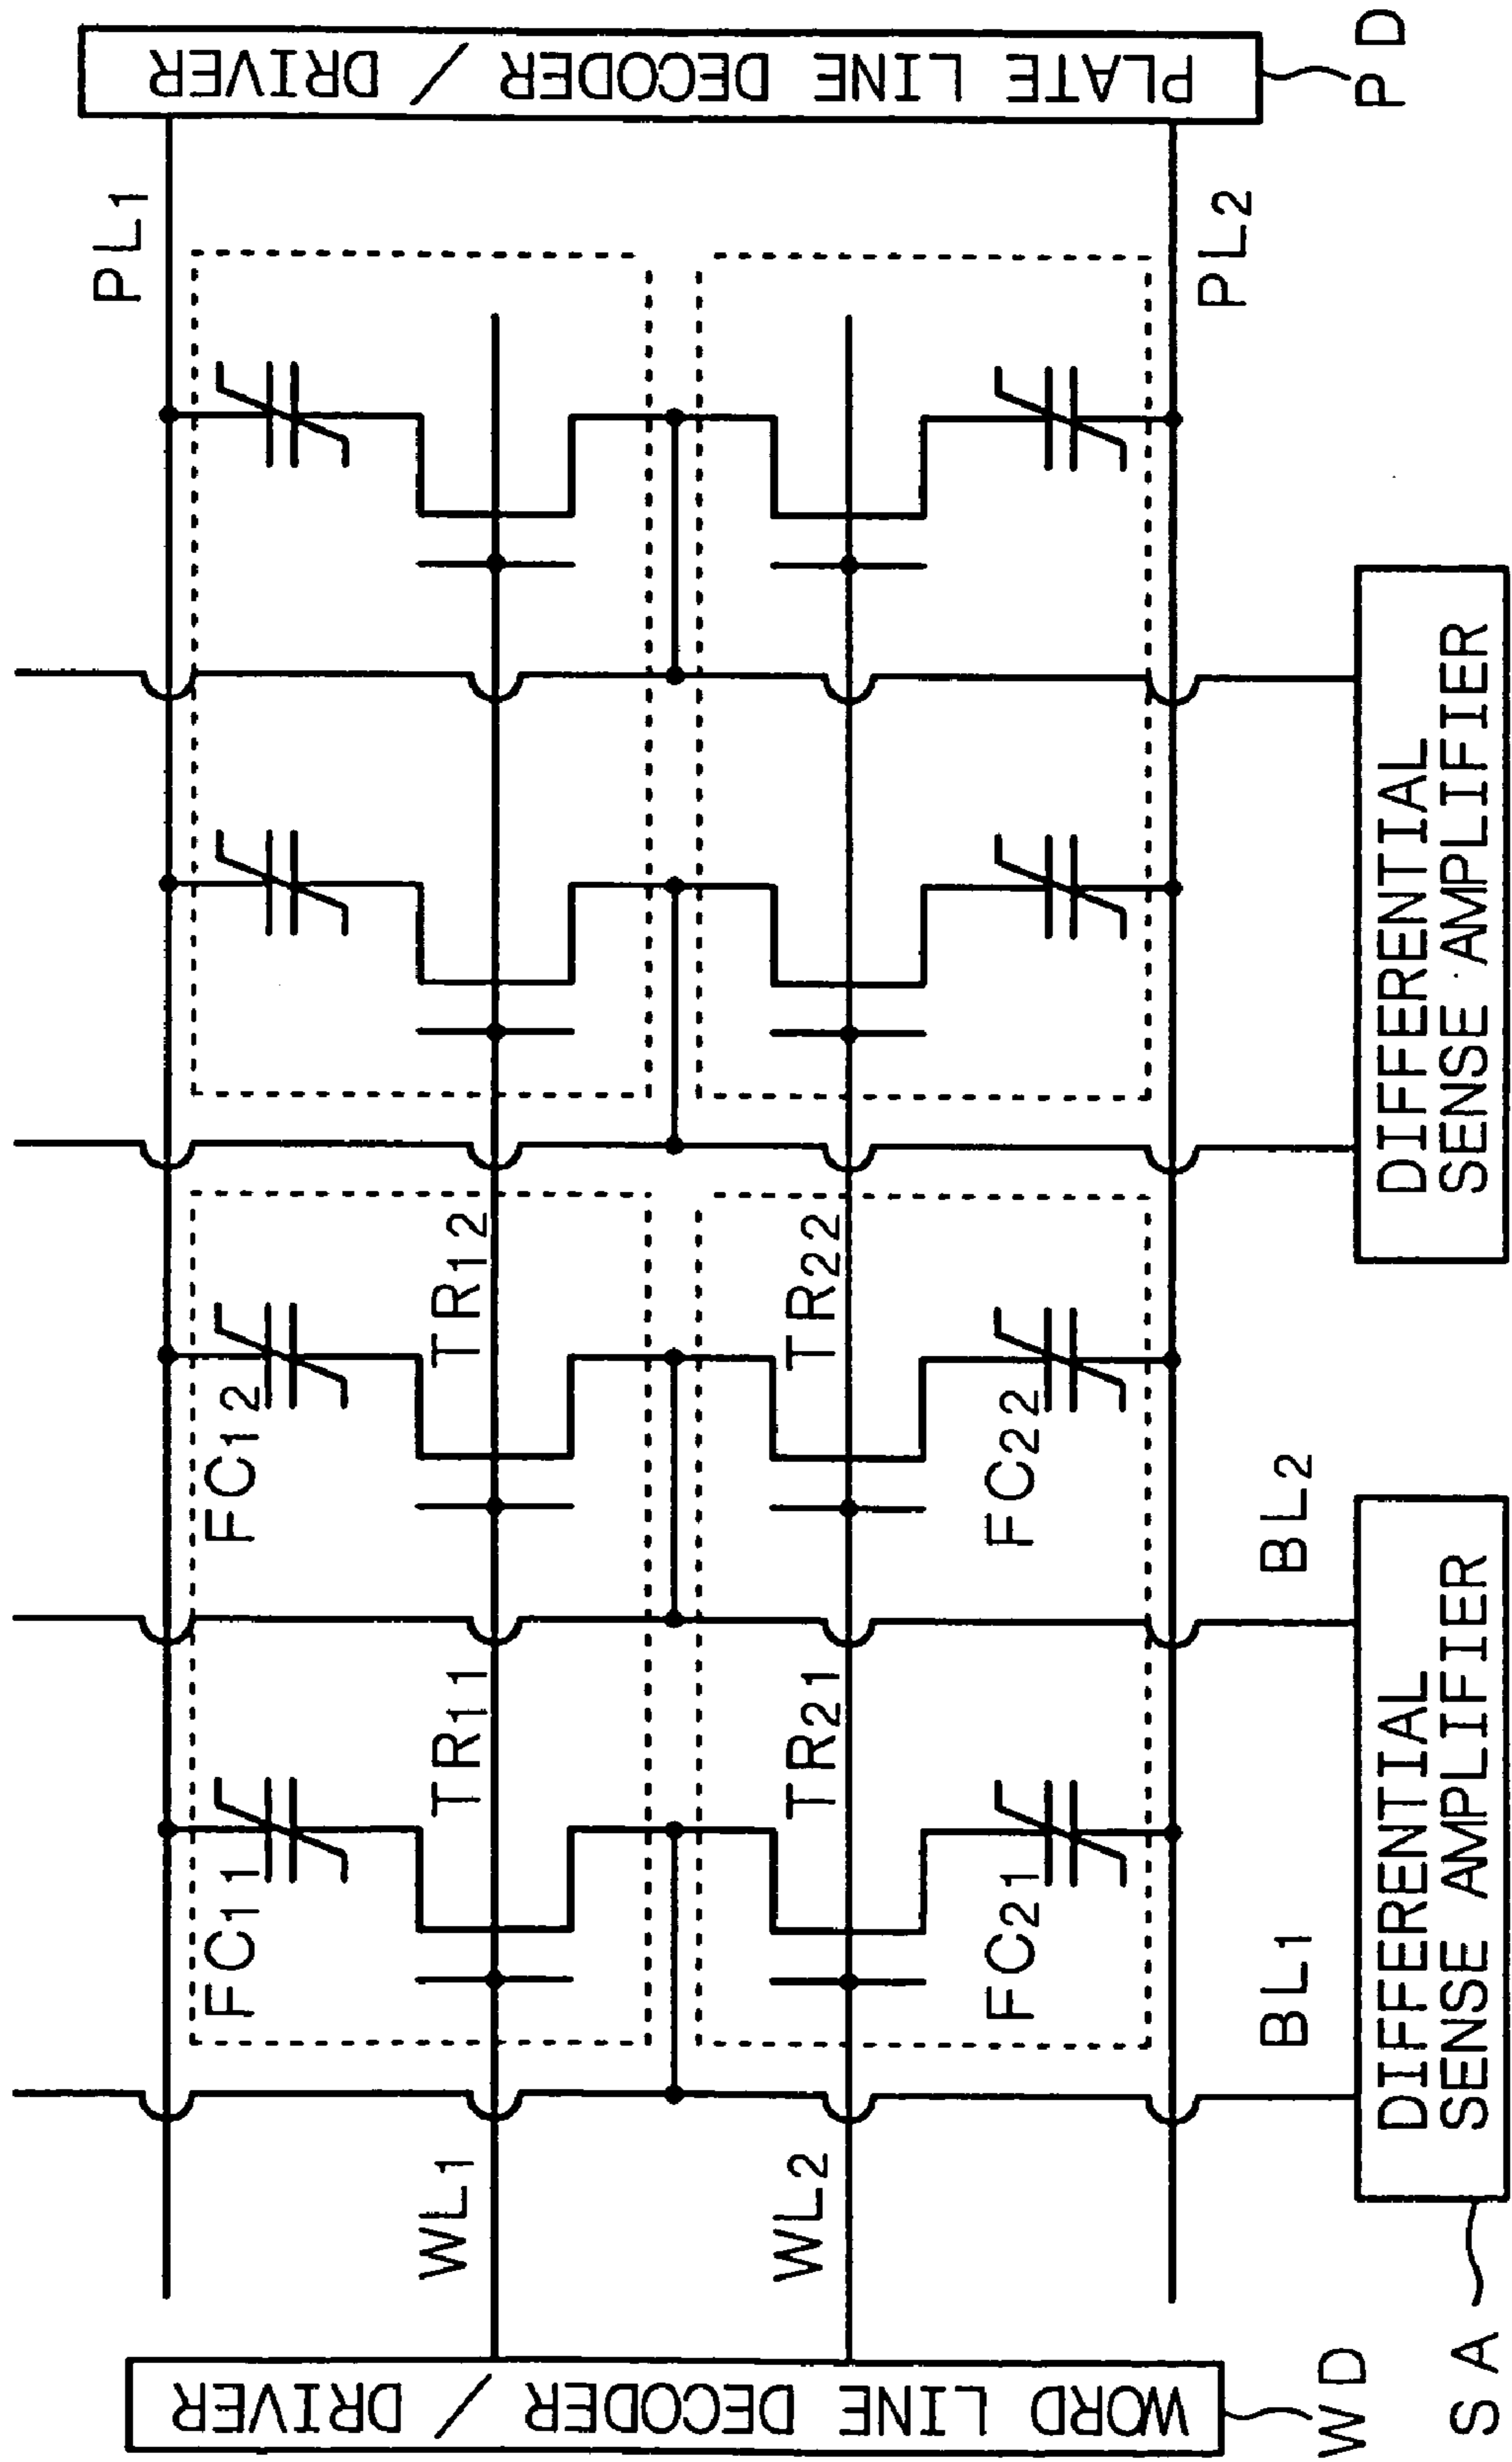 PLATE LINE DECODER / DRIVER
PD
PL1
PL2
FC12
TR12
TR22
FC22
FC11
TR11
TR21
FC21
BL2
BL1
DIFFERENTIAL
SENSE AMPLIFIER
DIFFERENTIAL
SENSE AMPLIFIER
WL1
WL2
WORD LINE DECODER / DRIVER
WD
SA